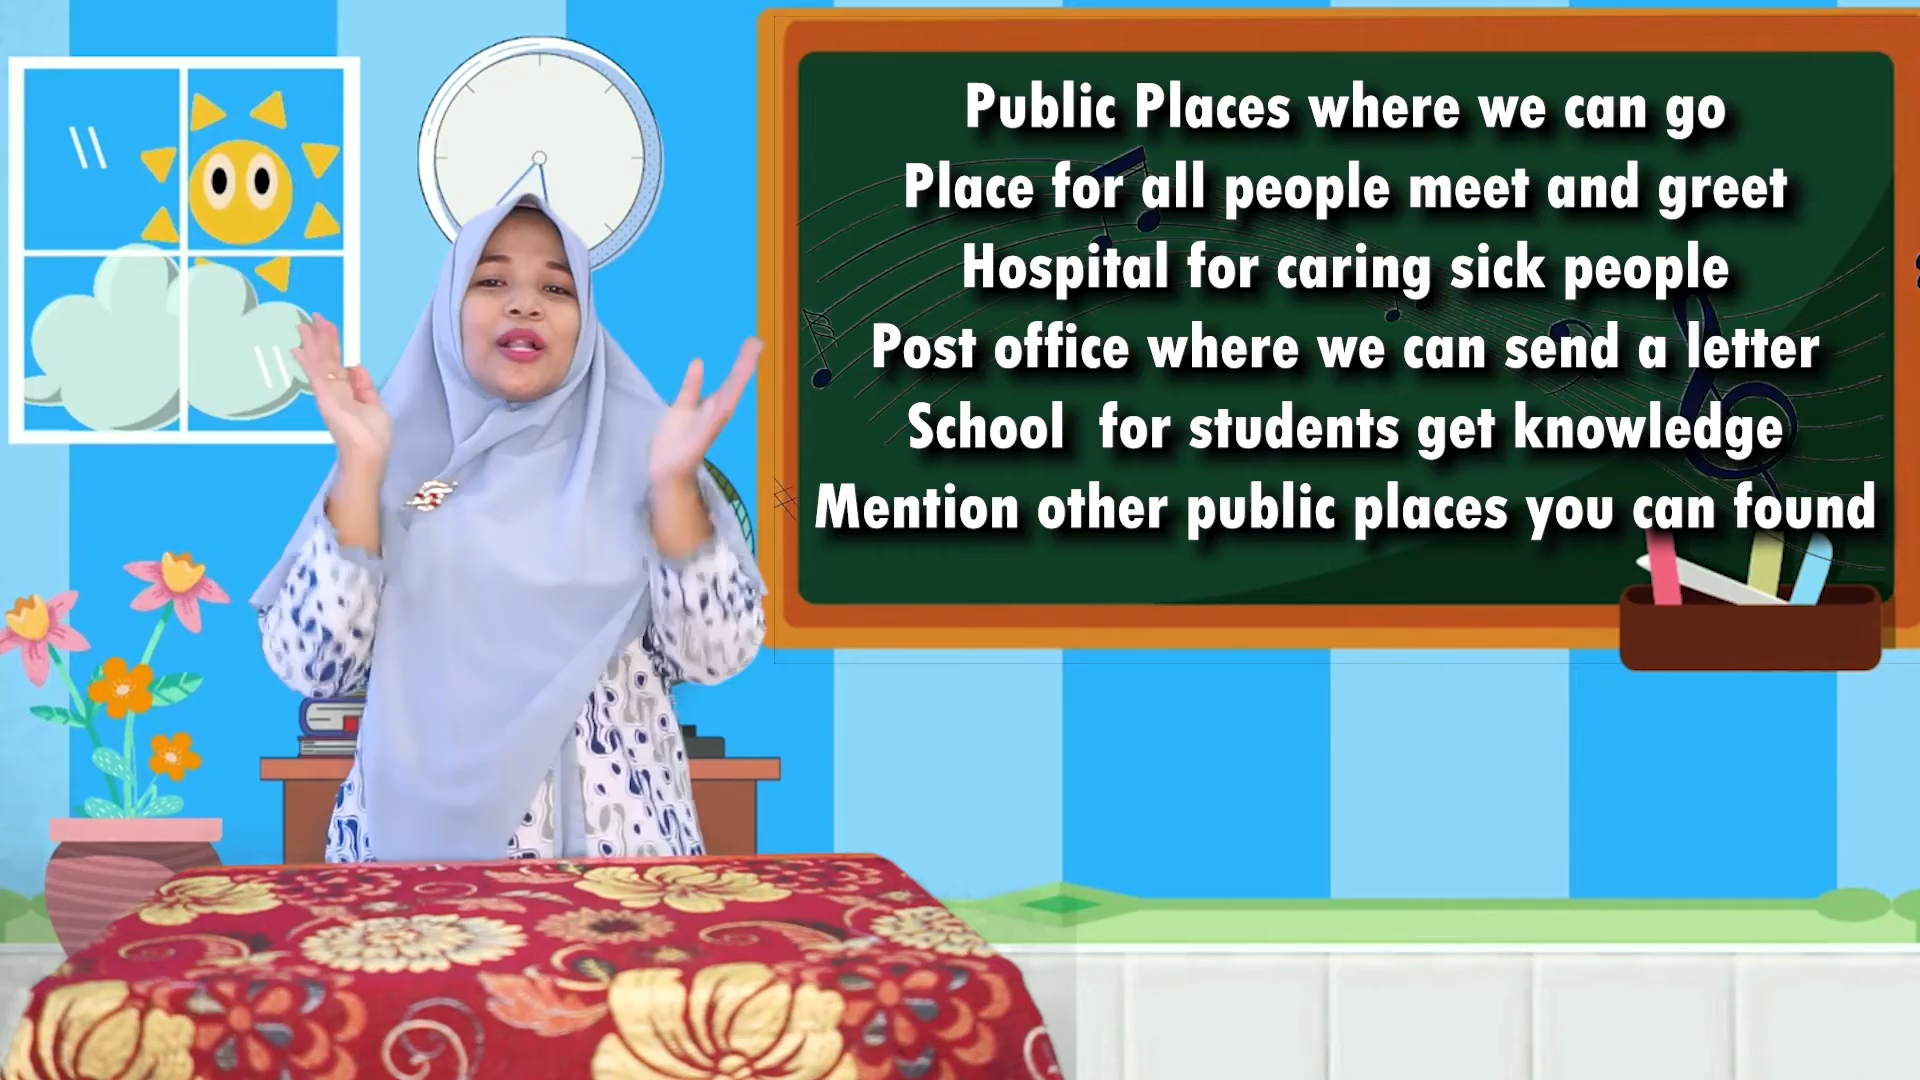 Public Places where we can go
Place for all people meet and greet
Hospital for caring sick people
Post office where we can send a letter
School for students get knowledge
Mention other public places you can found